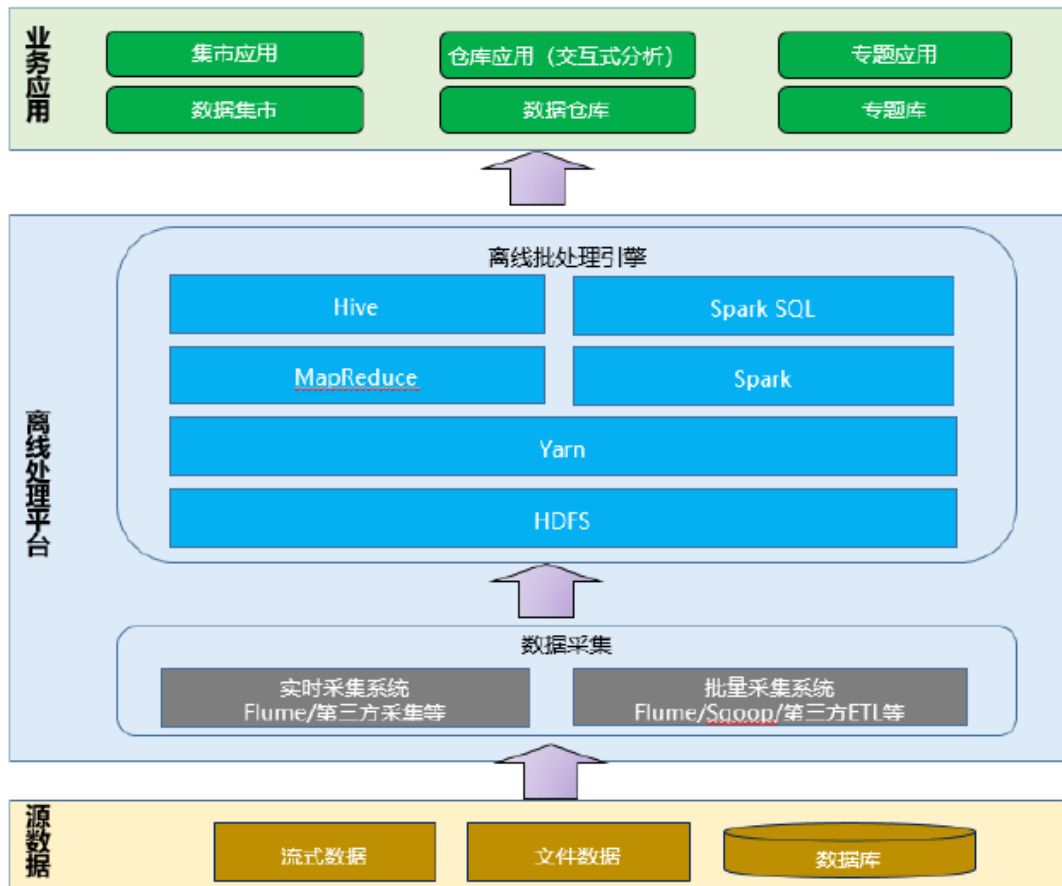 业务应用
集市应用
仓库应用（交互式分析）
专题应用
数据集市
数据仓库
专题库
离线处理平台
离线批处理引擎
Hive
Spark SQL
MapReduce
Spark
Yarn
HDFS
数据采集
实时采集系统
Flume/第三方采集等
批量采集系统
Flume/Sqoop/第三方ETL等
源数据
流式数据
文件数据
数据库